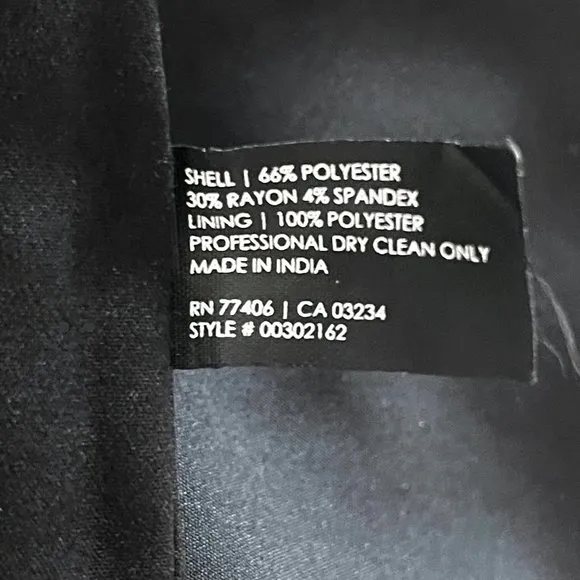 SHELL | 66% POLYESTER
30% RAYON 4% SPANDEX
LINING | 100% POLYESTER
PROFESSIONAL DRY CLEAN ONLY
MADE IN INDIA
RN 77406 | CA 03234
STYLE # 00302162